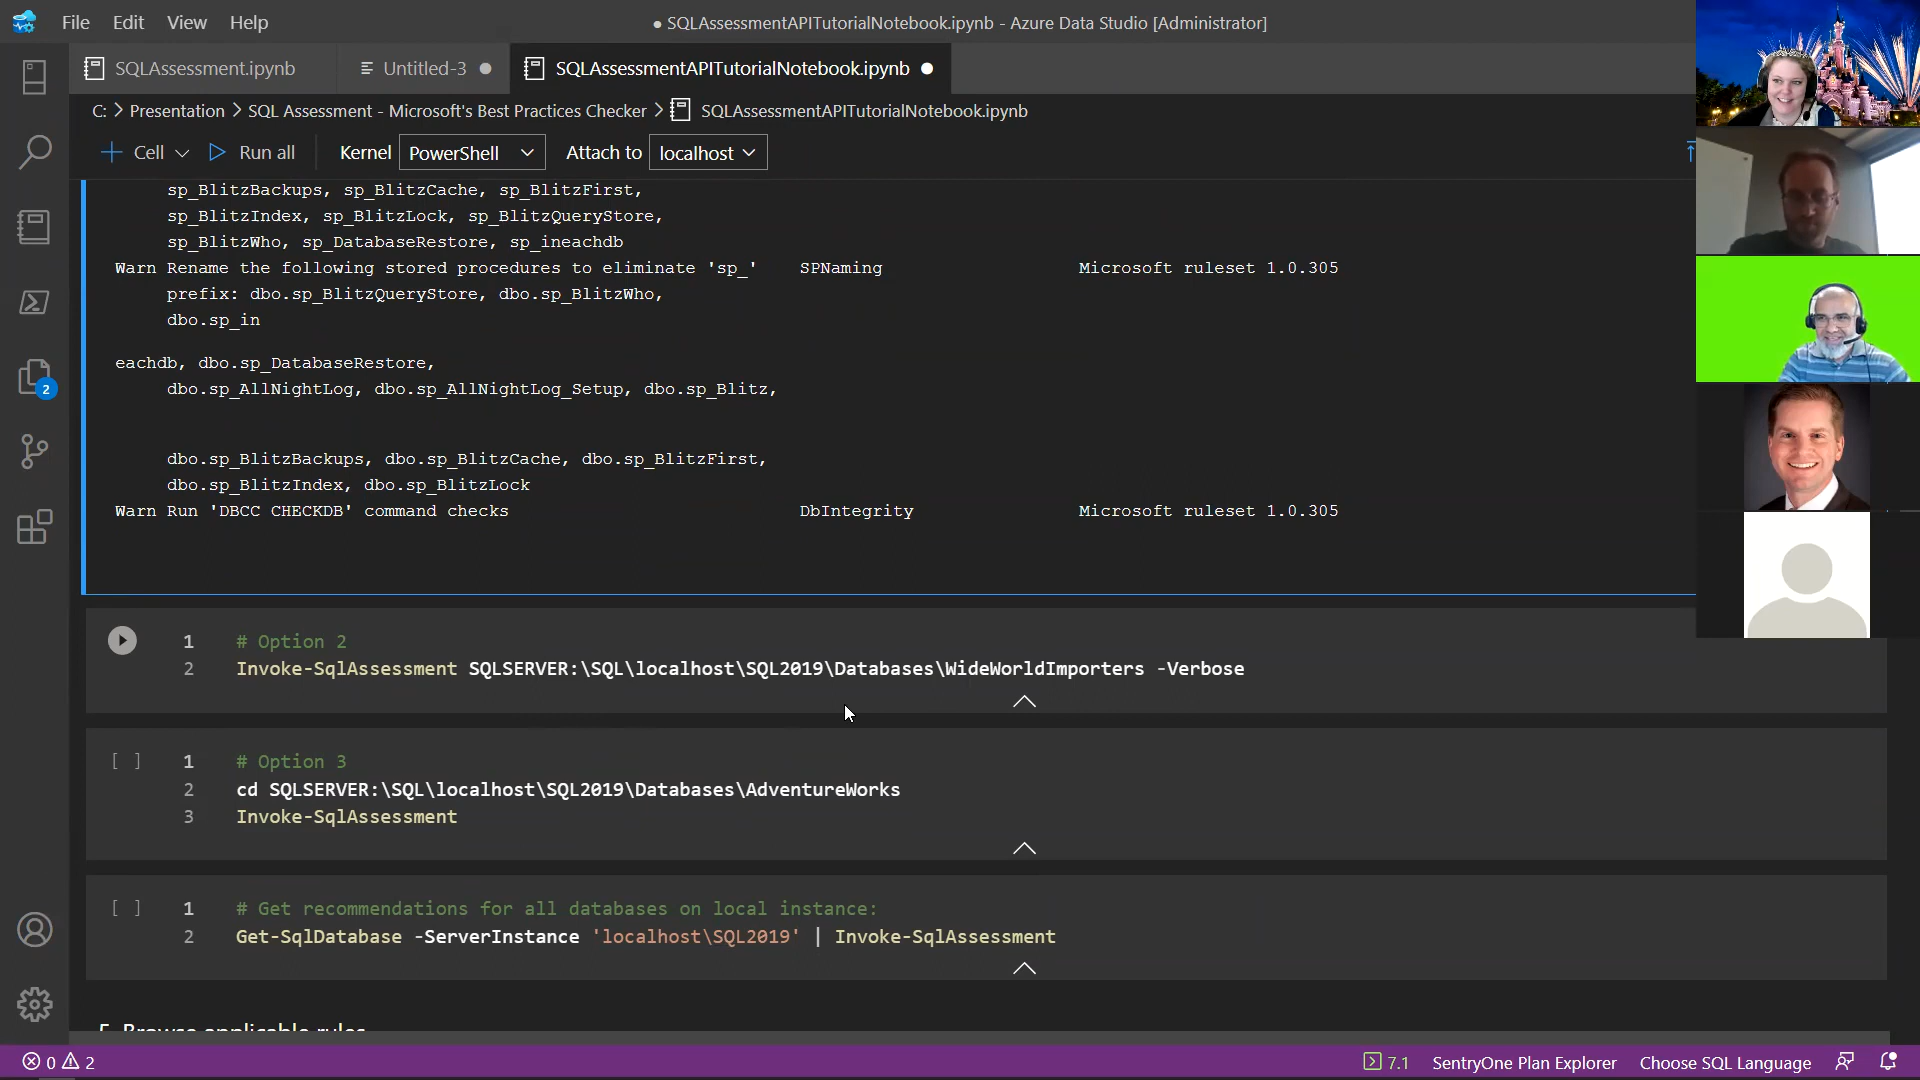 File Edit View Help
● SQLAssessmentAPITutorialNotebook.ipynb - Azure Data Studio [Administrator]
SQLAssessment.ipynb
Untitled-3
SQLAssessmentAPITutorialNotebook.ipynb
C: > Presentation > SQL Assessment - Microsoft's Best Practices Checker > SQLAssessmentAPITutorialNotebook.ipynb
Cell Run all Kernel PowerShell Attach to localhost
sp_BlitzBackups, sp_BlitzCache, sp_BlitzFirst,
sp_BlitzIndex, sp_BlitzLock, sp_BlitzQueryStore,
sp_BlitzWho, sp_DatabaseRestore, sp_ineachdb
Warn Rename the following stored procedures to eliminate 'sp_' SPNaming Microsoft ruleset 1.0.305
prefix: dbo.sp_BlitzQueryStore, dbo.sp_BlitzWho,
dbo.sp_in
eachdb, dbo.sp_DatabaseRestore,
dbo.sp_AllNightLog, dbo.sp_AllNightLog_Setup, dbo.sp_Blitz,
dbo.sp_BlitzBackups, dbo.sp_BlitzCache, dbo.sp_BlitzFirst,
dbo.sp_BlitzIndex, dbo.sp_BlitzLock
Warn Run 'DBCC CHECKDB' command checks DbIntegrity Microsoft ruleset 1.0.305
2
1 # Option 2
2 Invoke-SqlAssessment SQLSERVER:\SQL\localhost\SQL2019\Databases\WideWorldImporters -Verbose
[ ] 1 # Option 3
2 cd SQLSERVER:\SQL\localhost\SQL2019\Databases\AdventureWorks
3 Invoke-SqlAssessment
[ ] 1 # Get recommendations for all databases on local instance:
2 Get-SqlDatabase -ServerInstance 'localhost\SQL2019' | Invoke-SqlAssessment
5. Browse applicable rules
0 2 7.1 SentryOne Plan Explorer Choose SQL Language